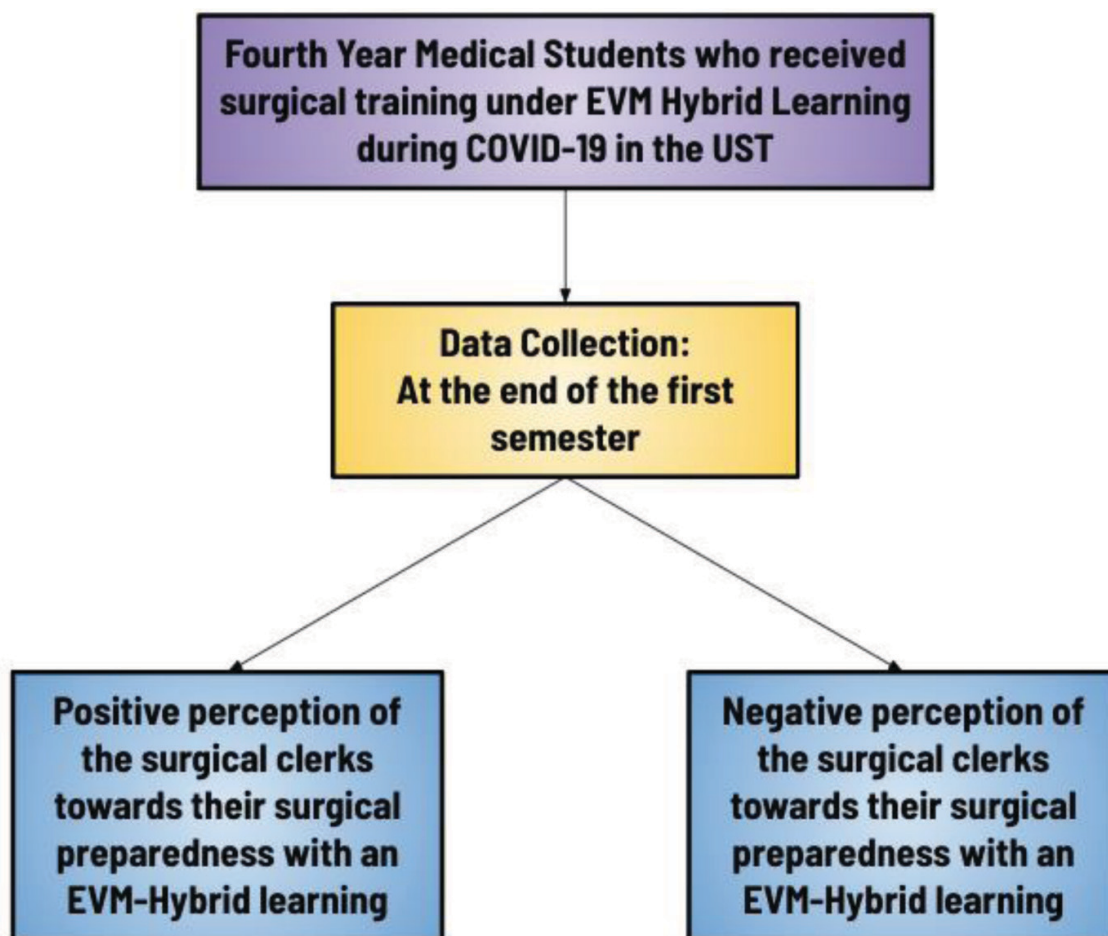 Fourth Year Medical Students who received
surgical training under EVM Hybrid Learning
during COVID-19 in the UST
Data Collection:
At the end of the first
semester
Positive perception of
the surgical clerks
towards their surgical
preparedness with an
EVM-Hybrid learning
Negative perception of
the surgical clerks
towards their surgical
preparedness with an
EVM-Hybrid learning